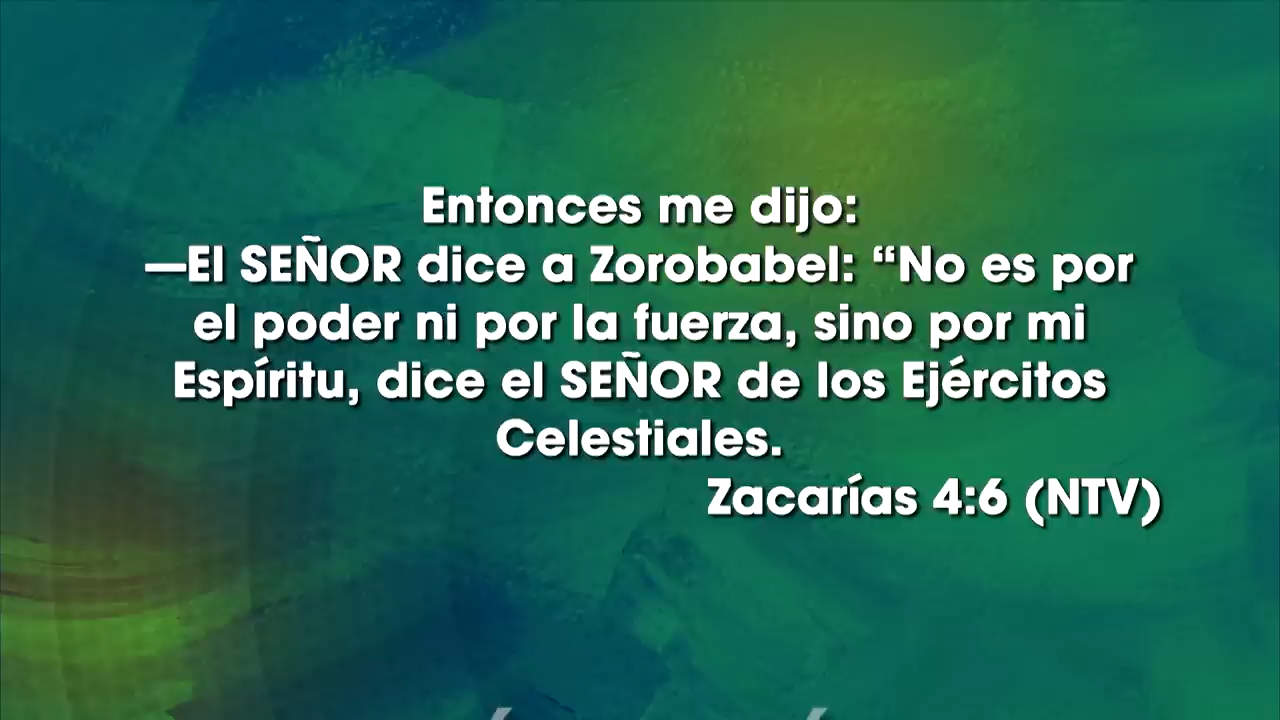 Entonces me dijo:
—El SEÑOR dice a Zorobabel: “No es por
el poder ni por la fuerza, sino por mi
Espíritu, dice el SEÑOR de los Ejércitos
Celestiales.
Zacarías 4:6 (NTV)